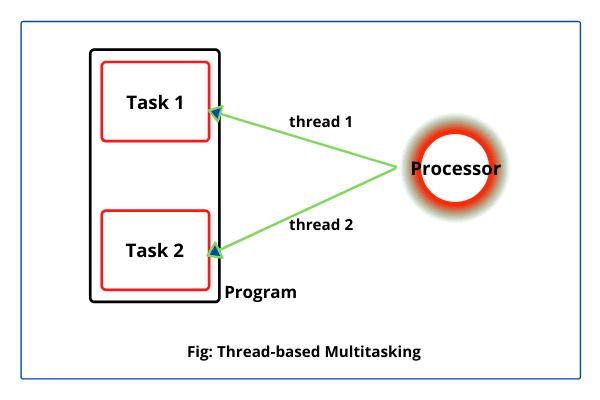 Task 1
thread 1
Processor
thread 2
Task 2
Program
Fig: Thread-based Multitasking